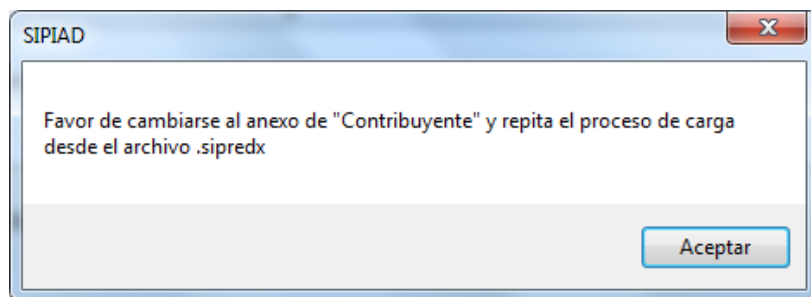 SIPIAD
Favor de cambiarse al anexo de "Contribuyente" y repita el proceso de carga
desde el archivo .sipredx
Aceptar